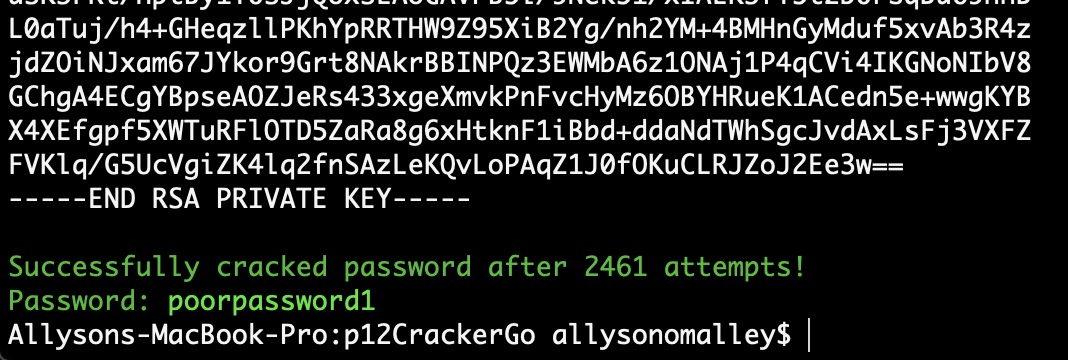 L0aTuj/h4+GHeqzllPKhYpRRTHW9Z95XiB2Yg/nh2YM+4BMHnGyMduf5xvAb3R4z
jdZOiNJxam67JYkor9Grt8NAkrBBINPQz3EWMbA6z1ONAj1P4qCVi4IKGNoNIbV8
GChgA4ECgYBpseAOZJeRs433xgeXmvkPnFvcHyMz6OBYHRueK1ACedn5e+wwgKYB
X4XEfgpf5XWTuRFlOTD5ZaRa8g6xHtknF1iBbd+ddaNdTWhSgcJvdAxLsFj3VXFZ
FVKlq/G5UcVgiZK4lq2fnSAzLeKQvLoPAqZ1J0fOKuCLRJZoJ2Ee3w==
-----END RSA PRIVATE KEY-----
Successfully cracked password after 2461 attempts!
Password: poorpassword1
Allysons-MacBook-Pro:p12CrackerGo allysonomalley$